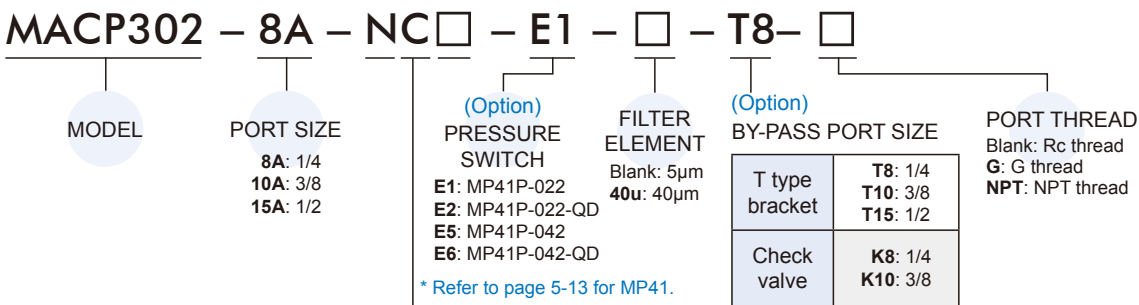 MACP302 – 8A – NC□ – E1 – □ – T8– □
MODEL
PORT SIZE
8A: 1/4
10A: 3/8
15A: 1/2
(Option)
PRESSURE
SWITCH
E1: MP41P-022
E2: MP41P-022-QD
E5: MP41P-042
E6: MP41P-042-QD
* Refer to page 5-13 for MP41.
FILTER
ELEMENT
Blank: 5µm
40u: 40µm
(Option)
BY-PASS PORT SIZE
T type
bracket
T8: 1/4
T10: 3/8
T15: 1/2
Check
valve
K8: 1/4
K10: 3/8
PORT THREAD
Blank: Rc thread
G: G thread
NPT: NPT thread